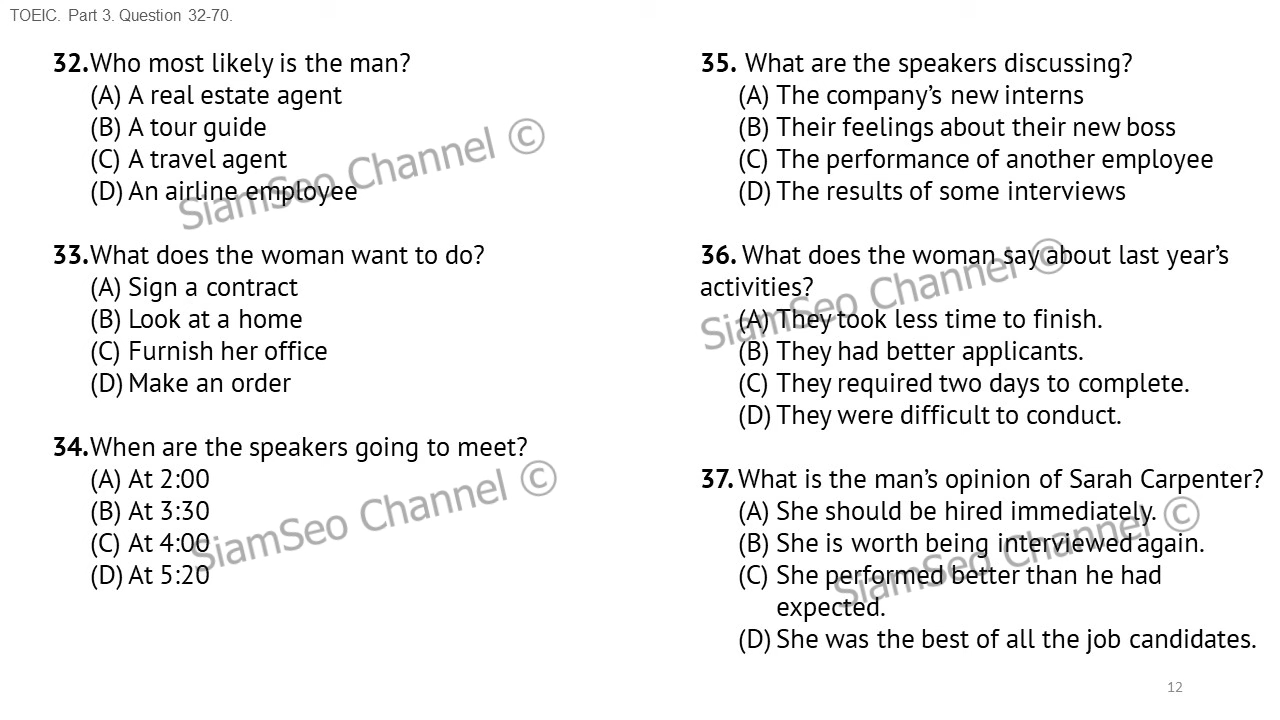 TOEIC. Part 3. Question 32-70.
32.Who most likely is the man?
(A) A real estate agent
(B) A tour guide
(C) A travel agent
(D) An airline employee
SiamSeo Channel ©
33.What does the woman want to do?
(A) Sign a contract
(B) Look at a home
(C) Furnish her office
(D) Make an order
34.When are the speakers going to meet?
(A) At 2:00
(B) At 3:30
(C) At 4:00
(D) At 5:20
SiamSeo Channel ©
35. What are the speakers discussing?
(A) The company’s new interns
(B) Their feelings about their new boss
(C) The performance of another employee
(D) The results of some interviews
36. What does the woman say about last year’s
activities?
(A) They took less time to finish.
(B) They had better applicants.
(C) They required two days to complete.
(D) They were difficult to conduct.
SiamSeo Channel ©
37. What is the man’s opinion of Sarah Carpenter?
(A) She should be hired immediately.
(B) She is worth being interviewed again.
(C) She performed better than he had
expected.
(D) She was the best of all the job candidates.
SiamSeo Channel ©
12